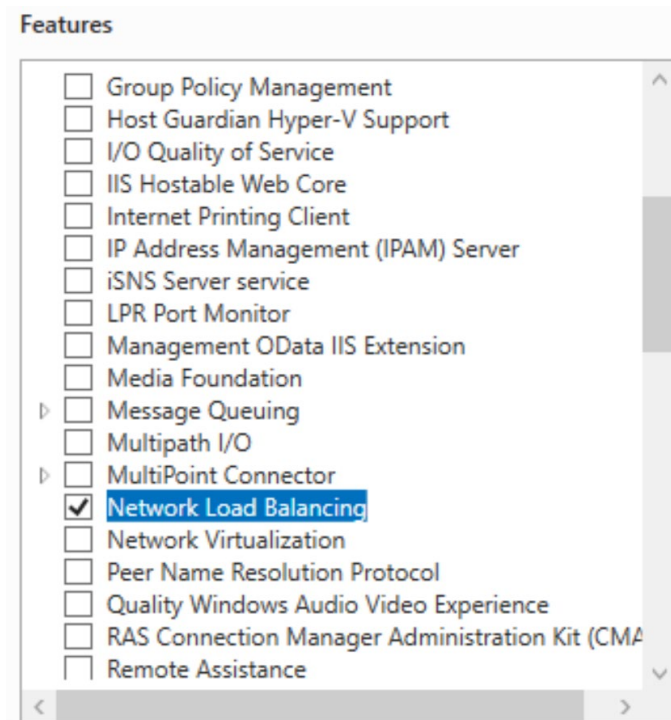 Features
Group Policy Management
Host Guardian Hyper-V Support
I/O Quality of Service
IIS Hostable Web Core
Internet Printing Client
IP Address Management (IPAM) Server
iSNS Server service
LPR Port Monitor
Management OData IIS Extension
Media Foundation
Message Queuing
Multipath I/O
MultiPoint Connector
Network Load Balancing
Network Virtualization
Peer Name Resolution Protocol
Quality Windows Audio Video Experience
RAS Connection Manager Administration Kit (CMA
Remote Assistance